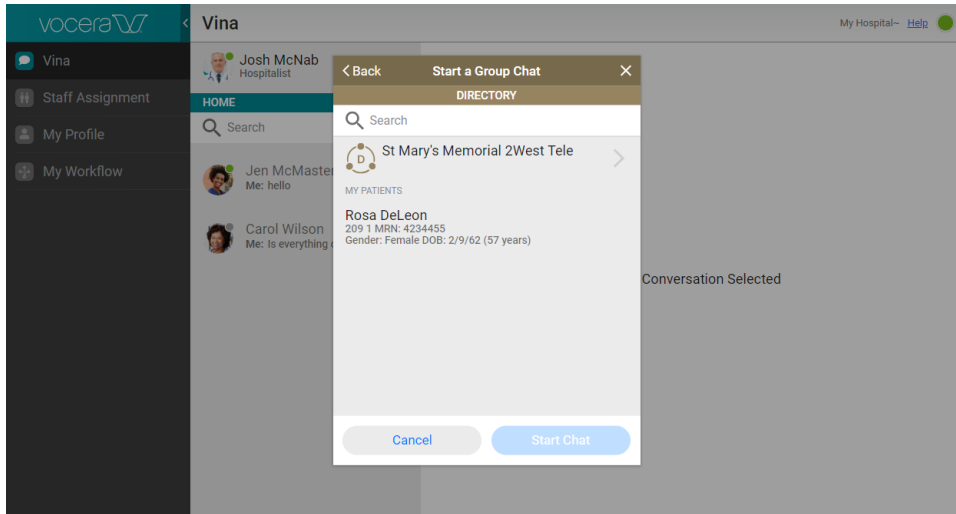 vocera
Vina
My Hospital~ Help
Vina
Staff Assignment
My Profile
My Workflow
Josh McNab
Hospitalist
HOME
Search
Jen McMaste
Me: hello
Carol Wilson
Me: Is everything
Back Start a Group Chat
DIRECTORY
Search
D
St Mary's Memorial 2West Tele
MY PATIENTS
Rosa DeLeon
209 1 MRN: 4234455
Gender: Female DOB: 2/9/62 (57 years)
Cancel Start Chat
Conversation Selected